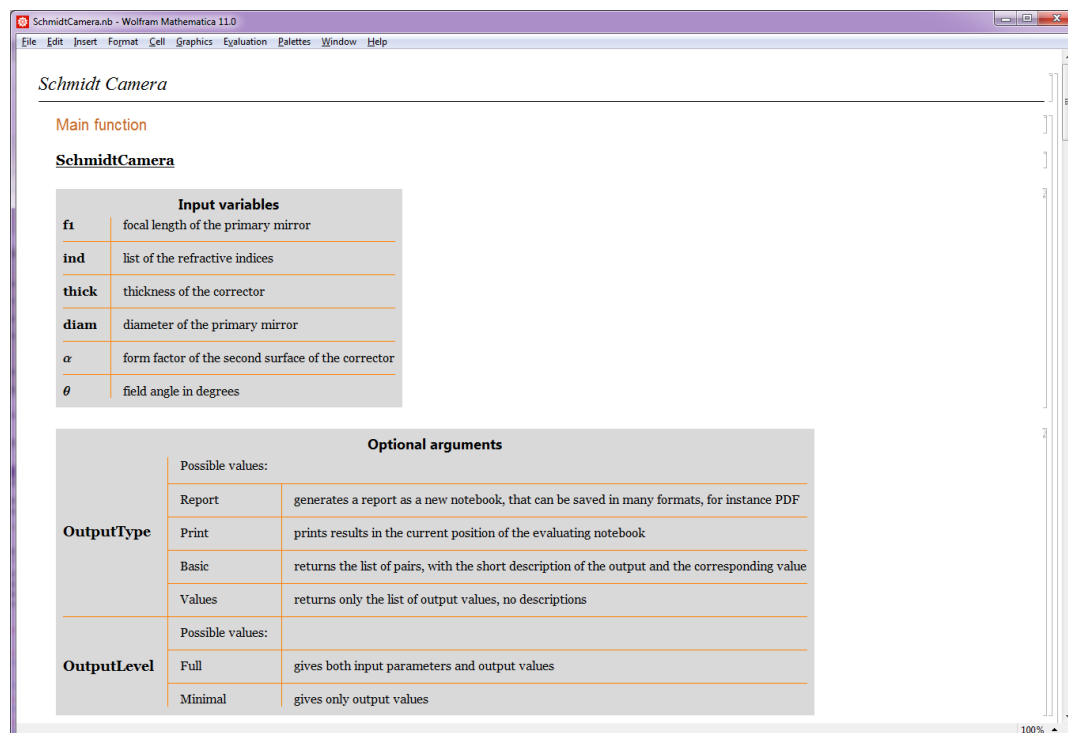 SchmidtCamera.nb - Wolfram Mathematica 11.0
File Edit Insert Format Cell Graphics Evaluation Palettes Window Help
Schmidt Camera
Main function
SchmidtCamera
Input variables
f1 focal length of the primary mirror
ind list of the refractive indices
thick thickness of the corrector
diam diameter of the primary mirror
α form factor of the second surface of the corrector
θ field angle in degrees
Optional arguments
Possible values:
Report generates a report as a new notebook, that can be saved in many formats, for instance PDF
OutputType Print prints results in the current position of the evaluating notebook
Basic returns the list of pairs, with the short description of the output and the corresponding value
Values returns only the list of output values, no descriptions
Possible values:
OutputLevel Full gives both input parameters and output values
Minimal gives only output values
100%